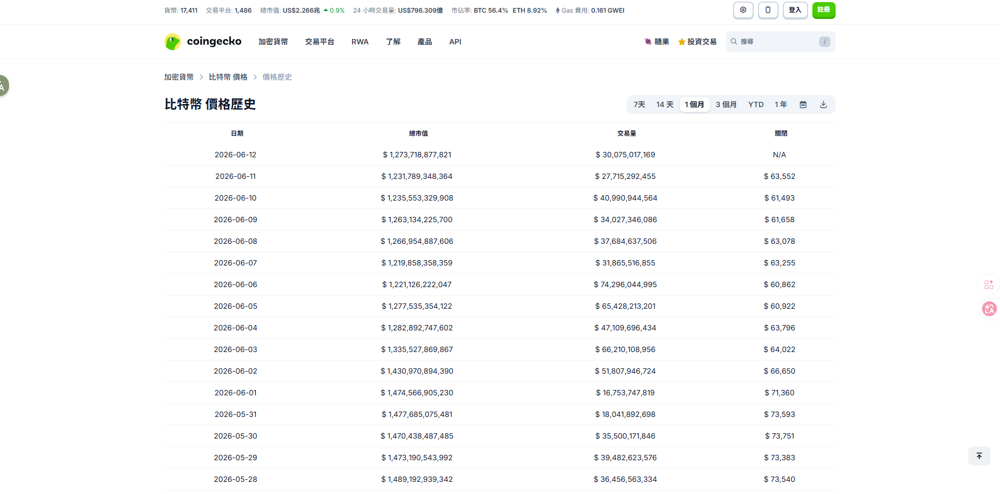 貨幣: 17,411 交易平台: 1,486 總市值: US$2.266兆 0.9% 24 小時交易量: US$796.309億 市佔率: BTC 56.4% ETH 8.92% Gas 費用: 0.161 GWEI 登入 註冊
coingecko 加密貨幣 交易平台 RWA 了解 產品 API 糖果 投資交易 搜尋 /
加密貨幣 > 比特幣 價格 > 價格歷史
比特幣 價格歷史 7天 14 天 1 個月 3 個月 YTD 1 年
日期 總市值 交易量 關閉
2026-06-12 $ 1,273,718,877,821 $ 30,075,017,169 N/A
2026-06-11 $ 1,231,789,348,364 $ 27,715,292,455 $ 63,552
2026-06-10 $ 1,235,553,329,908 $ 40,990,944,564 $ 61,493
2026-06-09 $ 1,263,134,225,700 $ 34,027,346,086 $ 61,658
2026-06-08 $ 1,266,954,887,606 $ 37,684,637,506 $ 63,078
2026-06-07 $ 1,219,858,358,359 $ 31,865,516,855 $ 63,255
2026-06-06 $ 1,221,126,222,047 $ 74,296,044,995 $ 60,862
2026-06-05 $ 1,277,535,354,122 $ 65,428,213,201 $ 60,922
2026-06-04 $ 1,282,892,747,602 $ 47,109,696,434 $ 63,796
2026-06-03 $ 1,335,527,869,867 $ 66,210,108,956 $ 64,022
2026-06-02 $ 1,430,970,894,390 $ 51,807,946,724 $ 66,650
2026-06-01 $ 1,474,566,905,230 $ 16,753,747,819 $ 71,360
2026-05-31 $ 1,477,685,075,481 $ 18,041,892,698 $ 73,593
2026-05-30 $ 1,470,438,487,485 $ 35,500,171,846 $ 73,751
2026-05-29 $ 1,473,190,543,992 $ 39,482,623,576 $ 73,383
2026-05-28 $ 1,489,192,939,342 $ 36,456,563,334 $ 73,540